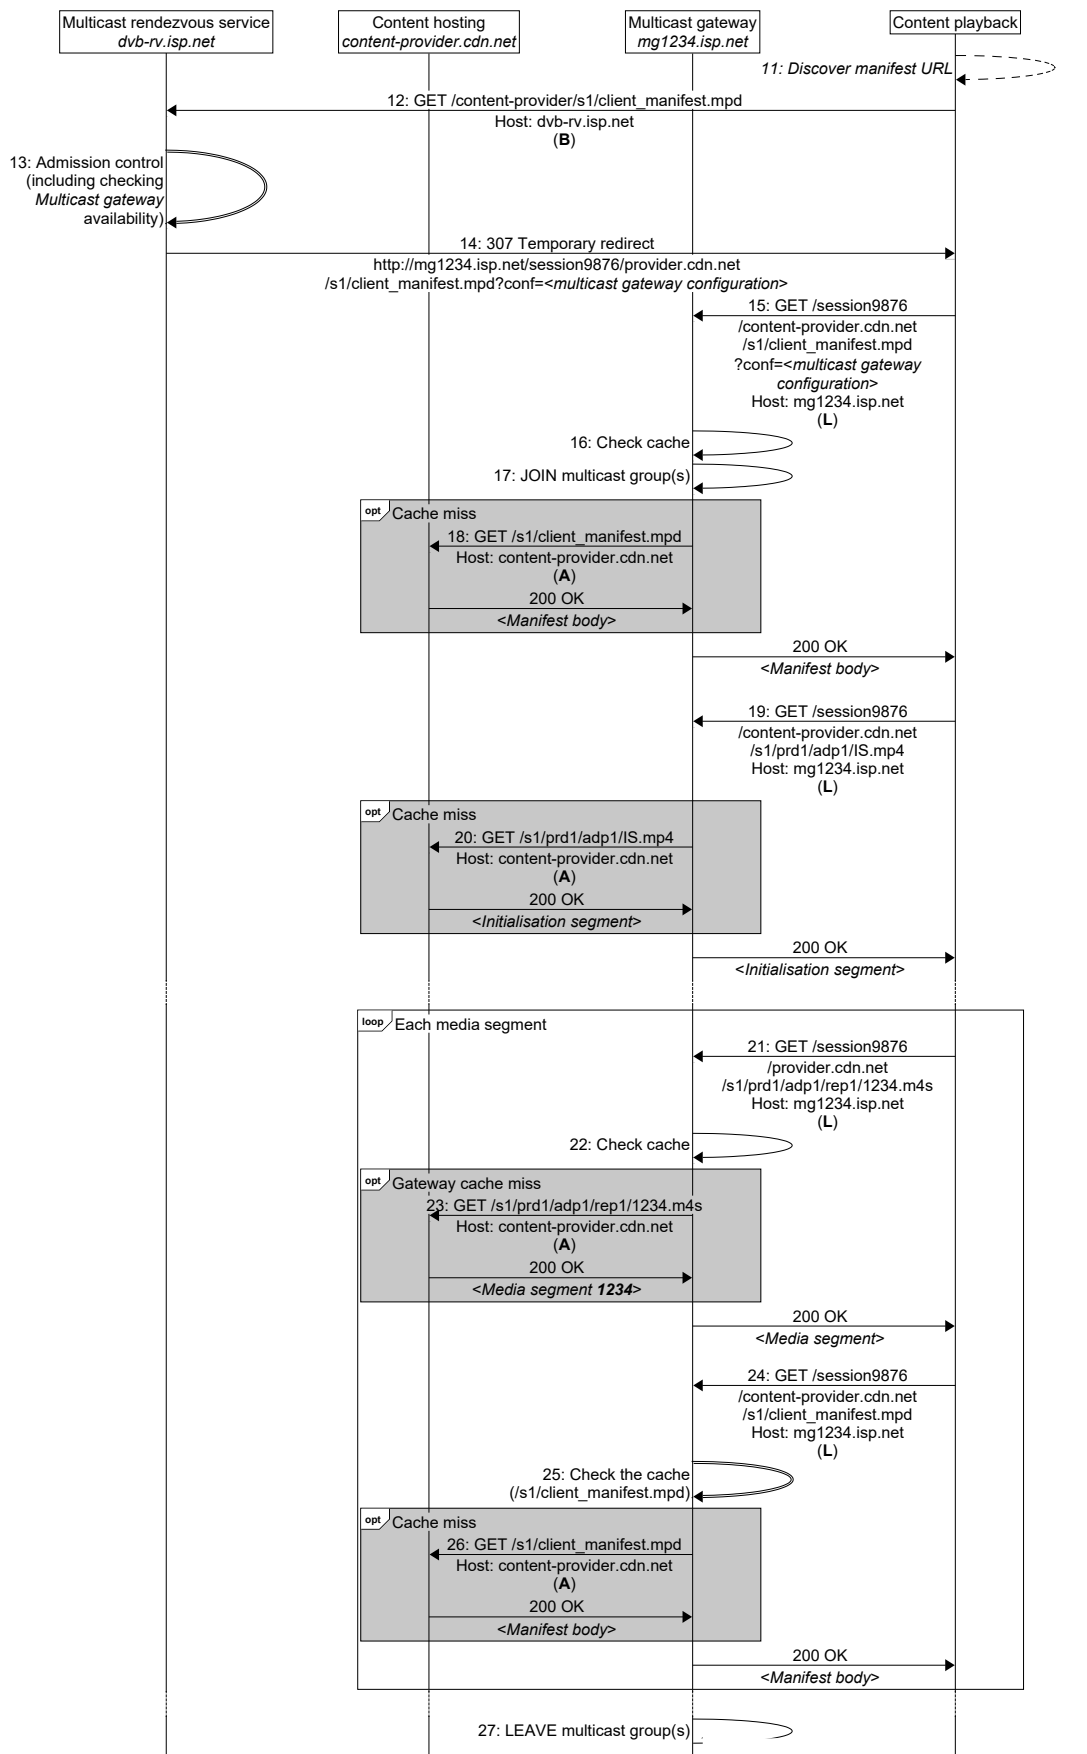 Multicast rendezvous service
dvb-rv.isp.net
Content hosting
content-provider.cdn.net
Multicast gateway
mg1234.isp.net
Content playback
11: Discover manifest URL
12: GET /content-provider/s1/client_manifest.mpd
Host: dvb-rv.isp.net
(B)
13: Admission control
(including checking
Multicast gateway
availability)
14: 307 Temporary redirect
http://mg1234.isp.net/session9876/provider.cdn.net
/s1/client_manifest.mpd?conf=<multicast gateway configuration>
15: GET /session9876
/content-provider.cdn.net
/s1/client_manifest.mpd
?conf=<multicast gateway
configuration>
Host: mg1234.isp.net
(L)
16: Check cache
17: JOIN multicast group(s)
opt
Cache miss
18: GET /s1/client_manifest.mpd
Host: content-provider.cdn.net
(A)
200 OK
<Manifest body>
200 OK
<Manifest body>
19: GET /session9876
/content-provider.cdn.net
/s1/prd1/adp1/IS.mp4
Host: mg1234.isp.net
(L)
opt
Cache miss
20: GET /s1/prd1/adp1/IS.mp4
Host: content-provider.cdn.net
(A)
200 OK
<Initialisation segment>
200 OK
<Initialisation segment>
loop
Each media segment
21: GET /session9876
/provider.cdn.net
/s1/prd1/adp1/rep1/1234.m4s
Host: mg1234.isp.net
(L)
22: Check cache
opt
Gateway cache miss
23: GET /s1/prd1/adp1/rep1/1234.m4s
Host: content-provider.cdn.net
(A)
200 OK
<Media segment 1234>
200 OK
<Media segment>
24: GET /session9876
/content-provider.cdn.net
/s1/client_manifest.mpd
Host: mg1234.isp.net
(L)
25: Check the cache
(/s1/client_manifest.mpd)
opt
Cache miss
26: GET /s1/client_manifest.mpd
Host: content-provider.cdn.net
(A)
200 OK
<Manifest body>
200 OK
<Manifest body>
27: LEAVE multicast group(s)